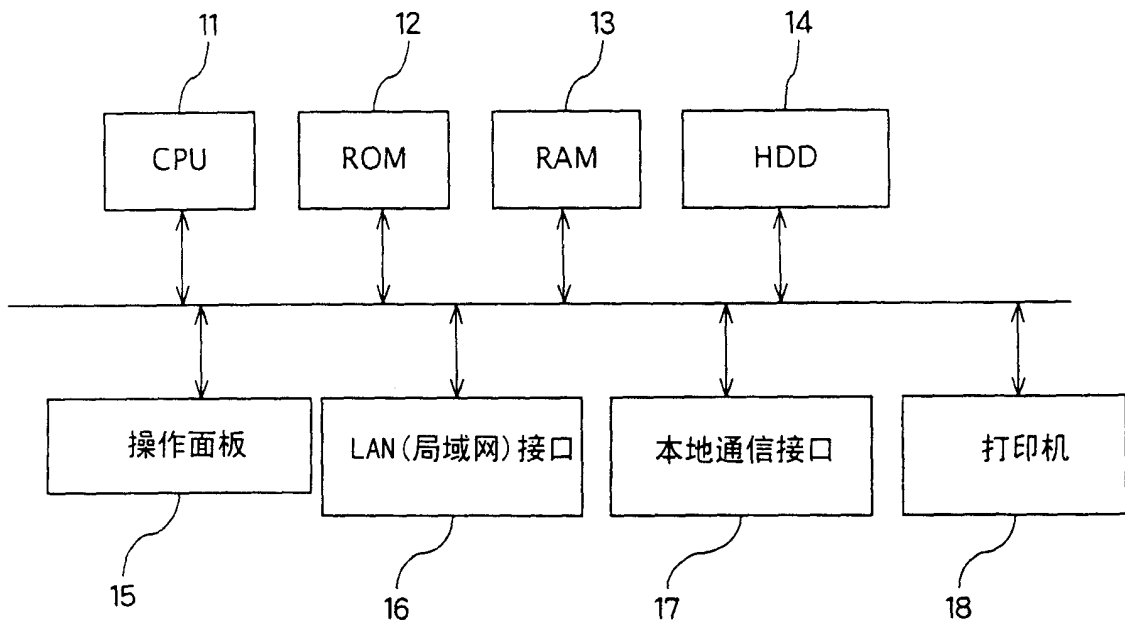 11
12
13
14
CPU
ROM
RAM
HDD
操作面板
LAN(局域网)接口
本地通信接口
打印机
15
16
17
18